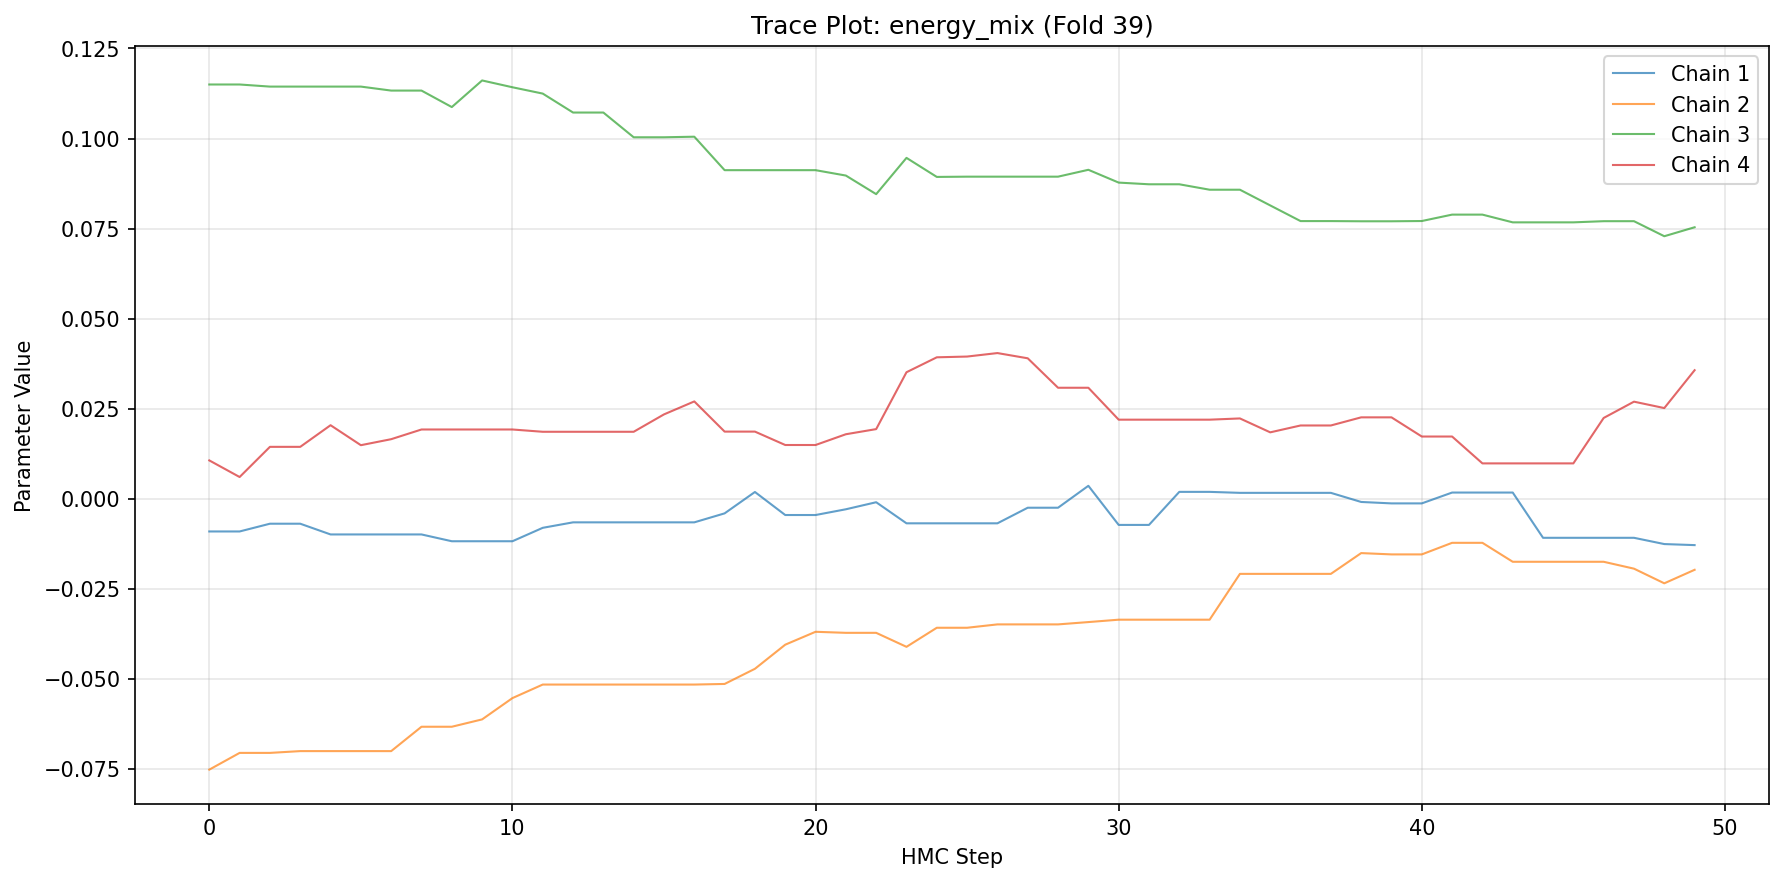 Trace Plot: energy_mix (Fold 39)
Chain 1
Chain 2
Chain 3
Chain 4
Parameter Value
0.125
0.100
0.075
0.050
0.025
0.000
−0.025
−0.050
−0.075
0 10 20 30 40 50
HMC Step